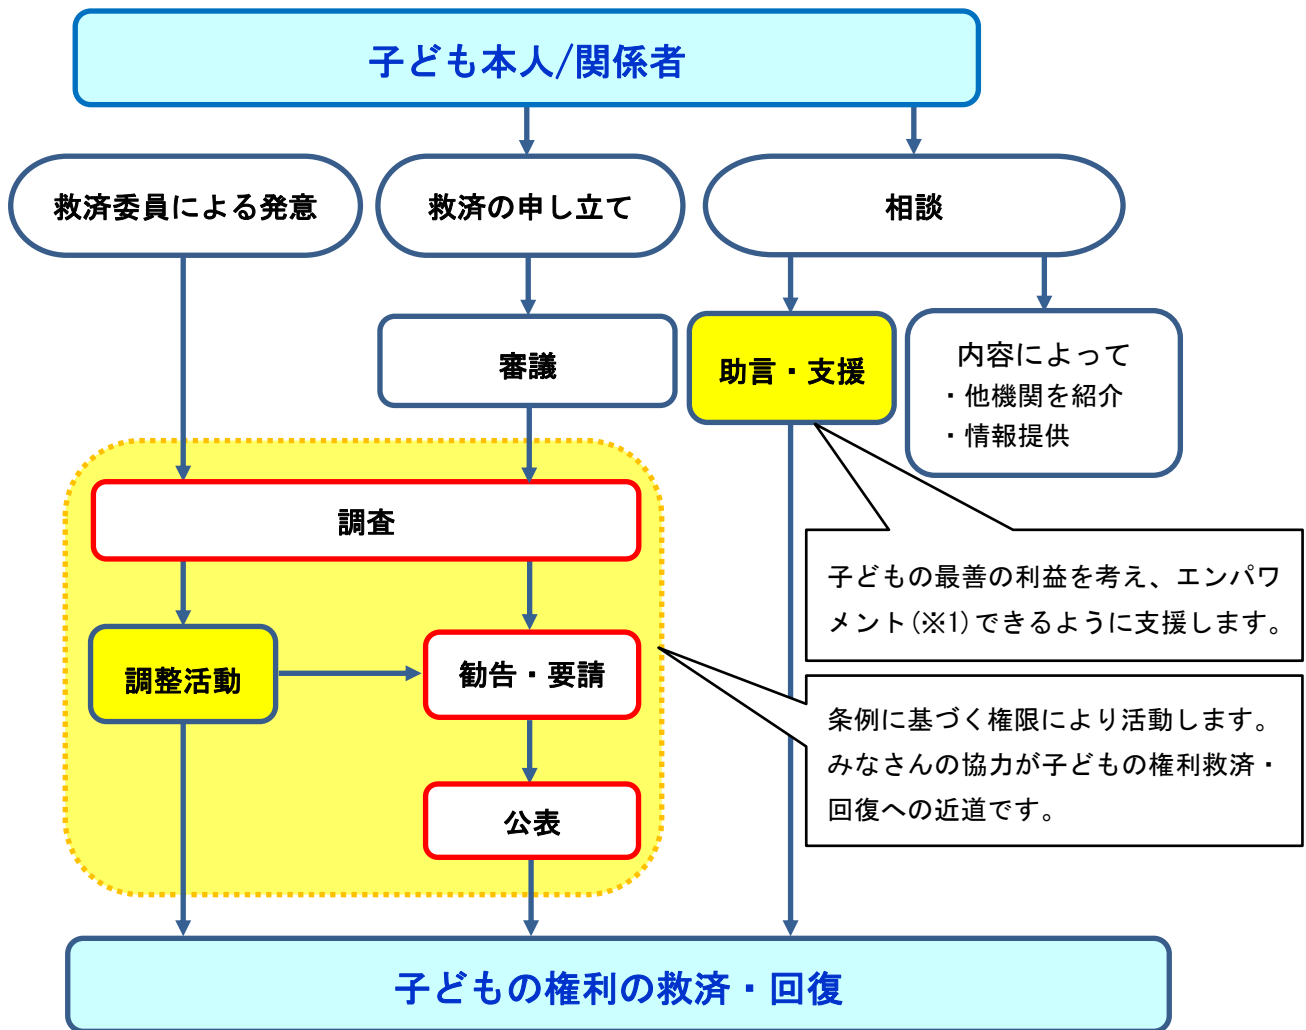 子ども本人/関係者
救済委員による発意
救済の申し立て
相談
審議
助言・支援
内容によって
・他機関を紹介
・情報提供
調査
子どもの最善の利益を考え、エンパワ
メント(※1)できるように支援します。
調整活動
勧告・要請
条例に基づく権限により活動します。
みなさんの協力が子どもの権利救済・
回復への近道です。
公表
子どもの権利の救済・回復